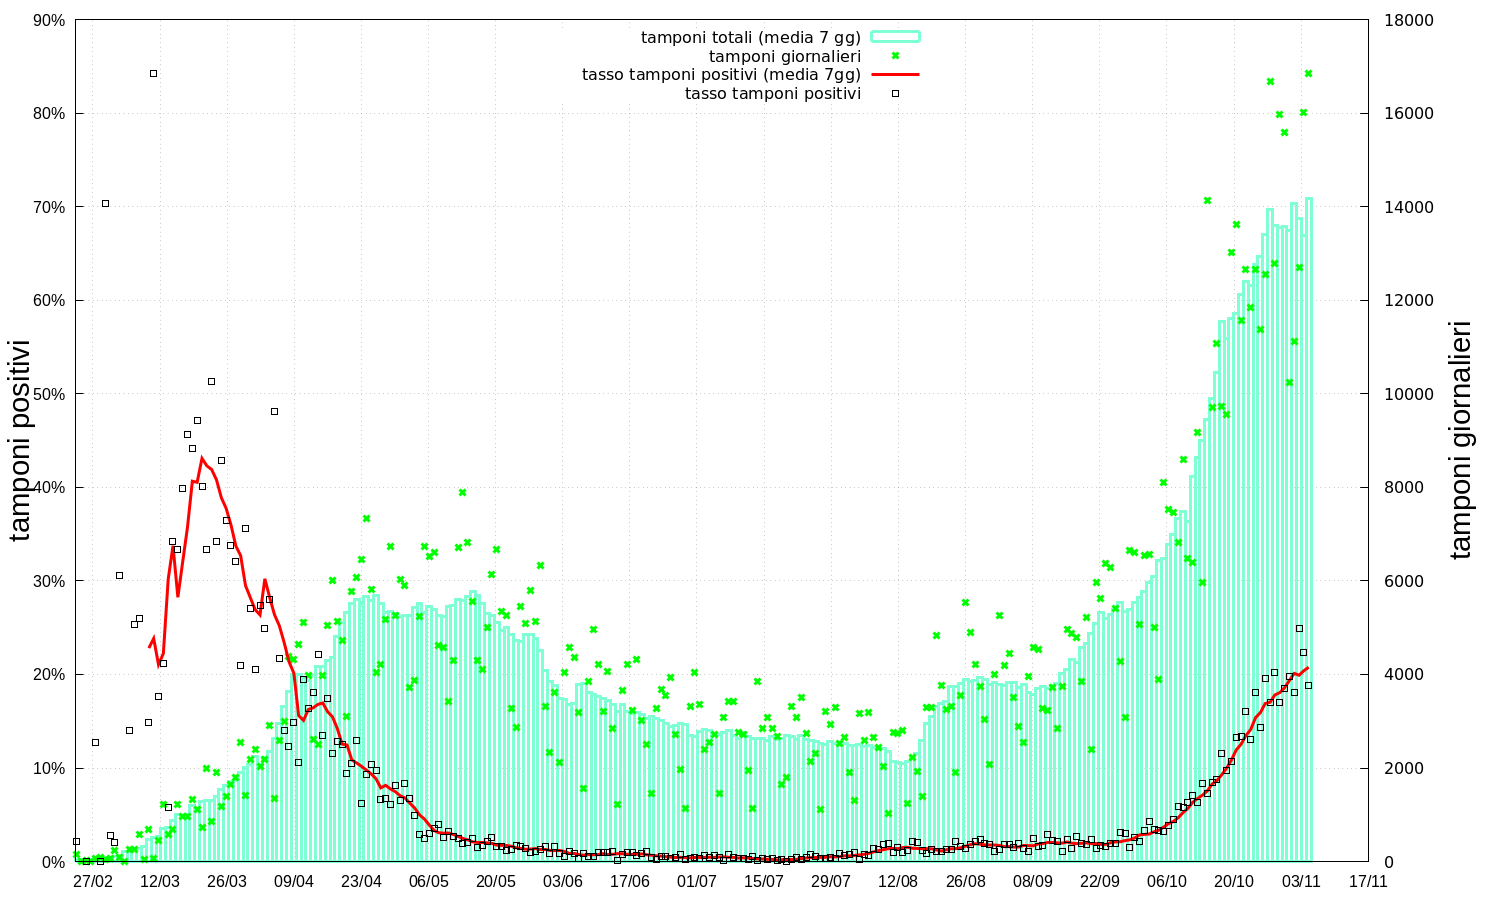 tamponi totali (media 7 gg)
tamponi giornalieri
tasso tamponi positivi (media 7gg)
tasso tamponi positivi
tamponi positivi
90%
80%
70%
60%
50%
40%
30%
20%
10%
0%
18000
16000
14000
12000
10000
8000
6000
4000
2000
0
tamponi giornalieri
27/02 12/03 26/03 09/04 23/04 06/05 20/05 03/06 17/06 01/07 15/07 29/07 12/08 26/08 08/09 22/09 06/10 20/10 03/11 17/11